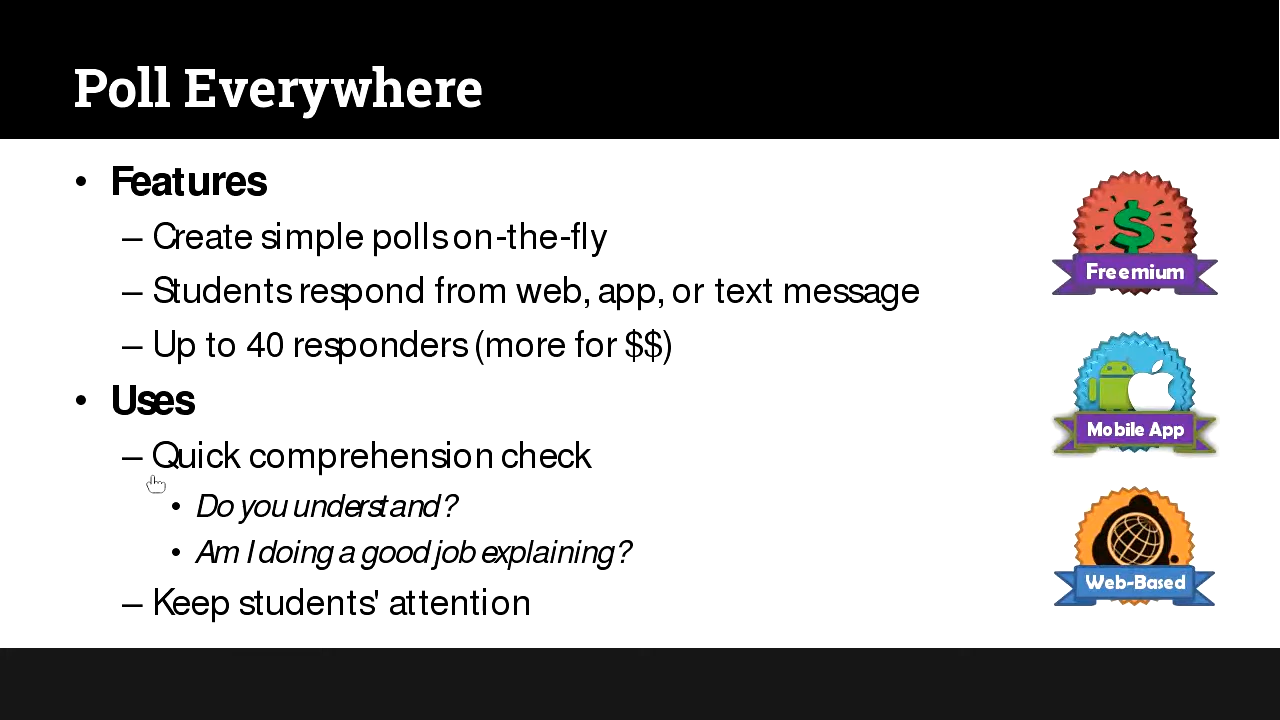 Poll Everywhere
• Features
– Create simple polls on-the-fly
– Students respond from web, app, or text message
– Up to 40 responders (more for $$)
• Uses
– Quick comprehension check
• Do you understand?
• Am I doing a good job explaining?
– Keep students' attention
$
Freemium
Mobile App
Web-Based